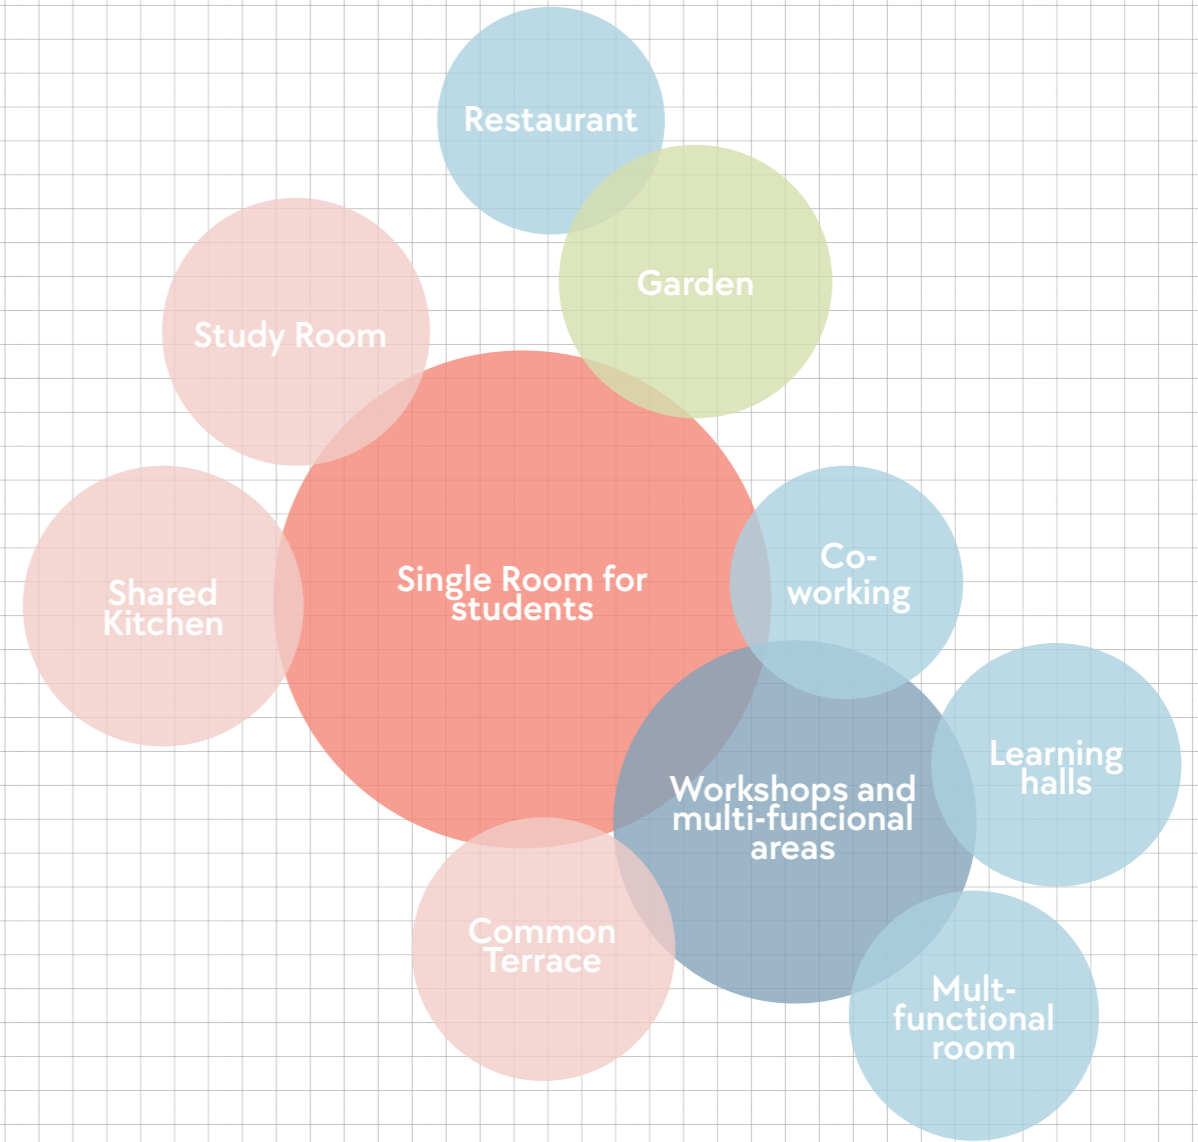 Restaurant
Garden
Study Room
Single Room for
students
Co-
working
Shared
Kitchen
Learning
halls
Workshops and
multi-funcional
areas
Common
Terrace
Mult-
functional
room